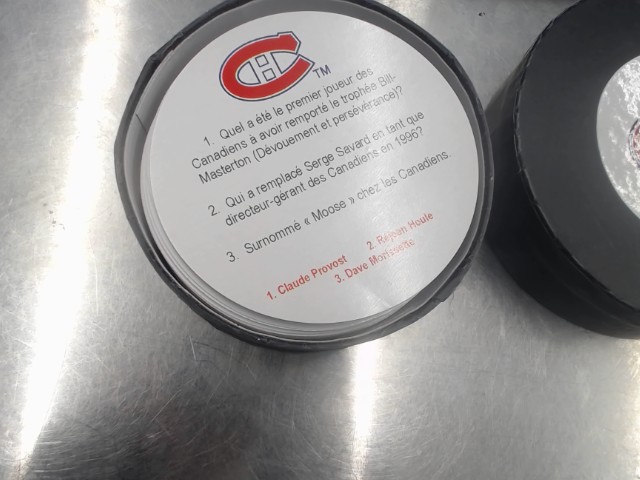 CH TM
1. Quel a été le premier joueur des
Canadiens à avoir remporté le trophée Bill-
Masterton (Dévouement et persévérance)?
2. Qui a remplacé Serge Savard en tant que
directeur-gérant des Canadiens en 1996?
3. Surnommé « Moose » chez les Canadiens.
1. Claude Provost 2. Réjean Houle
3. Dave Morissette